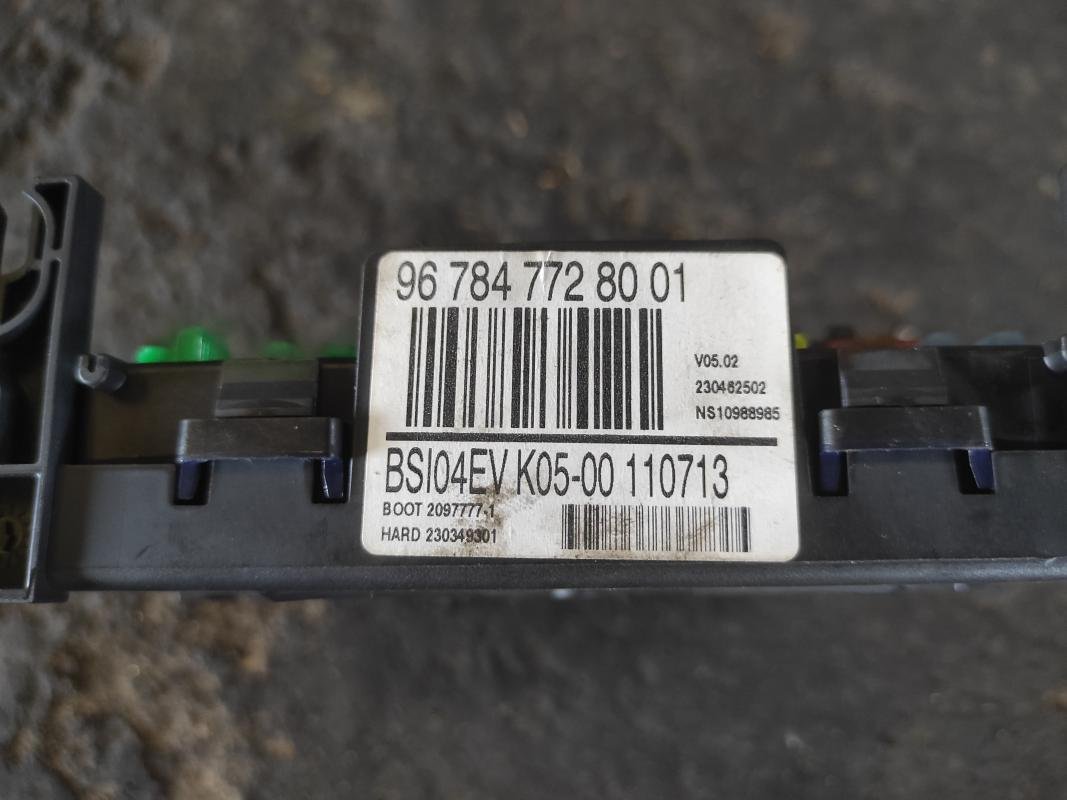 96 784 772 80 01
V05.02
230462502
NS10988985
BSI04EV K05-00 110713
BOOT 2097777-1
HARD 230349301